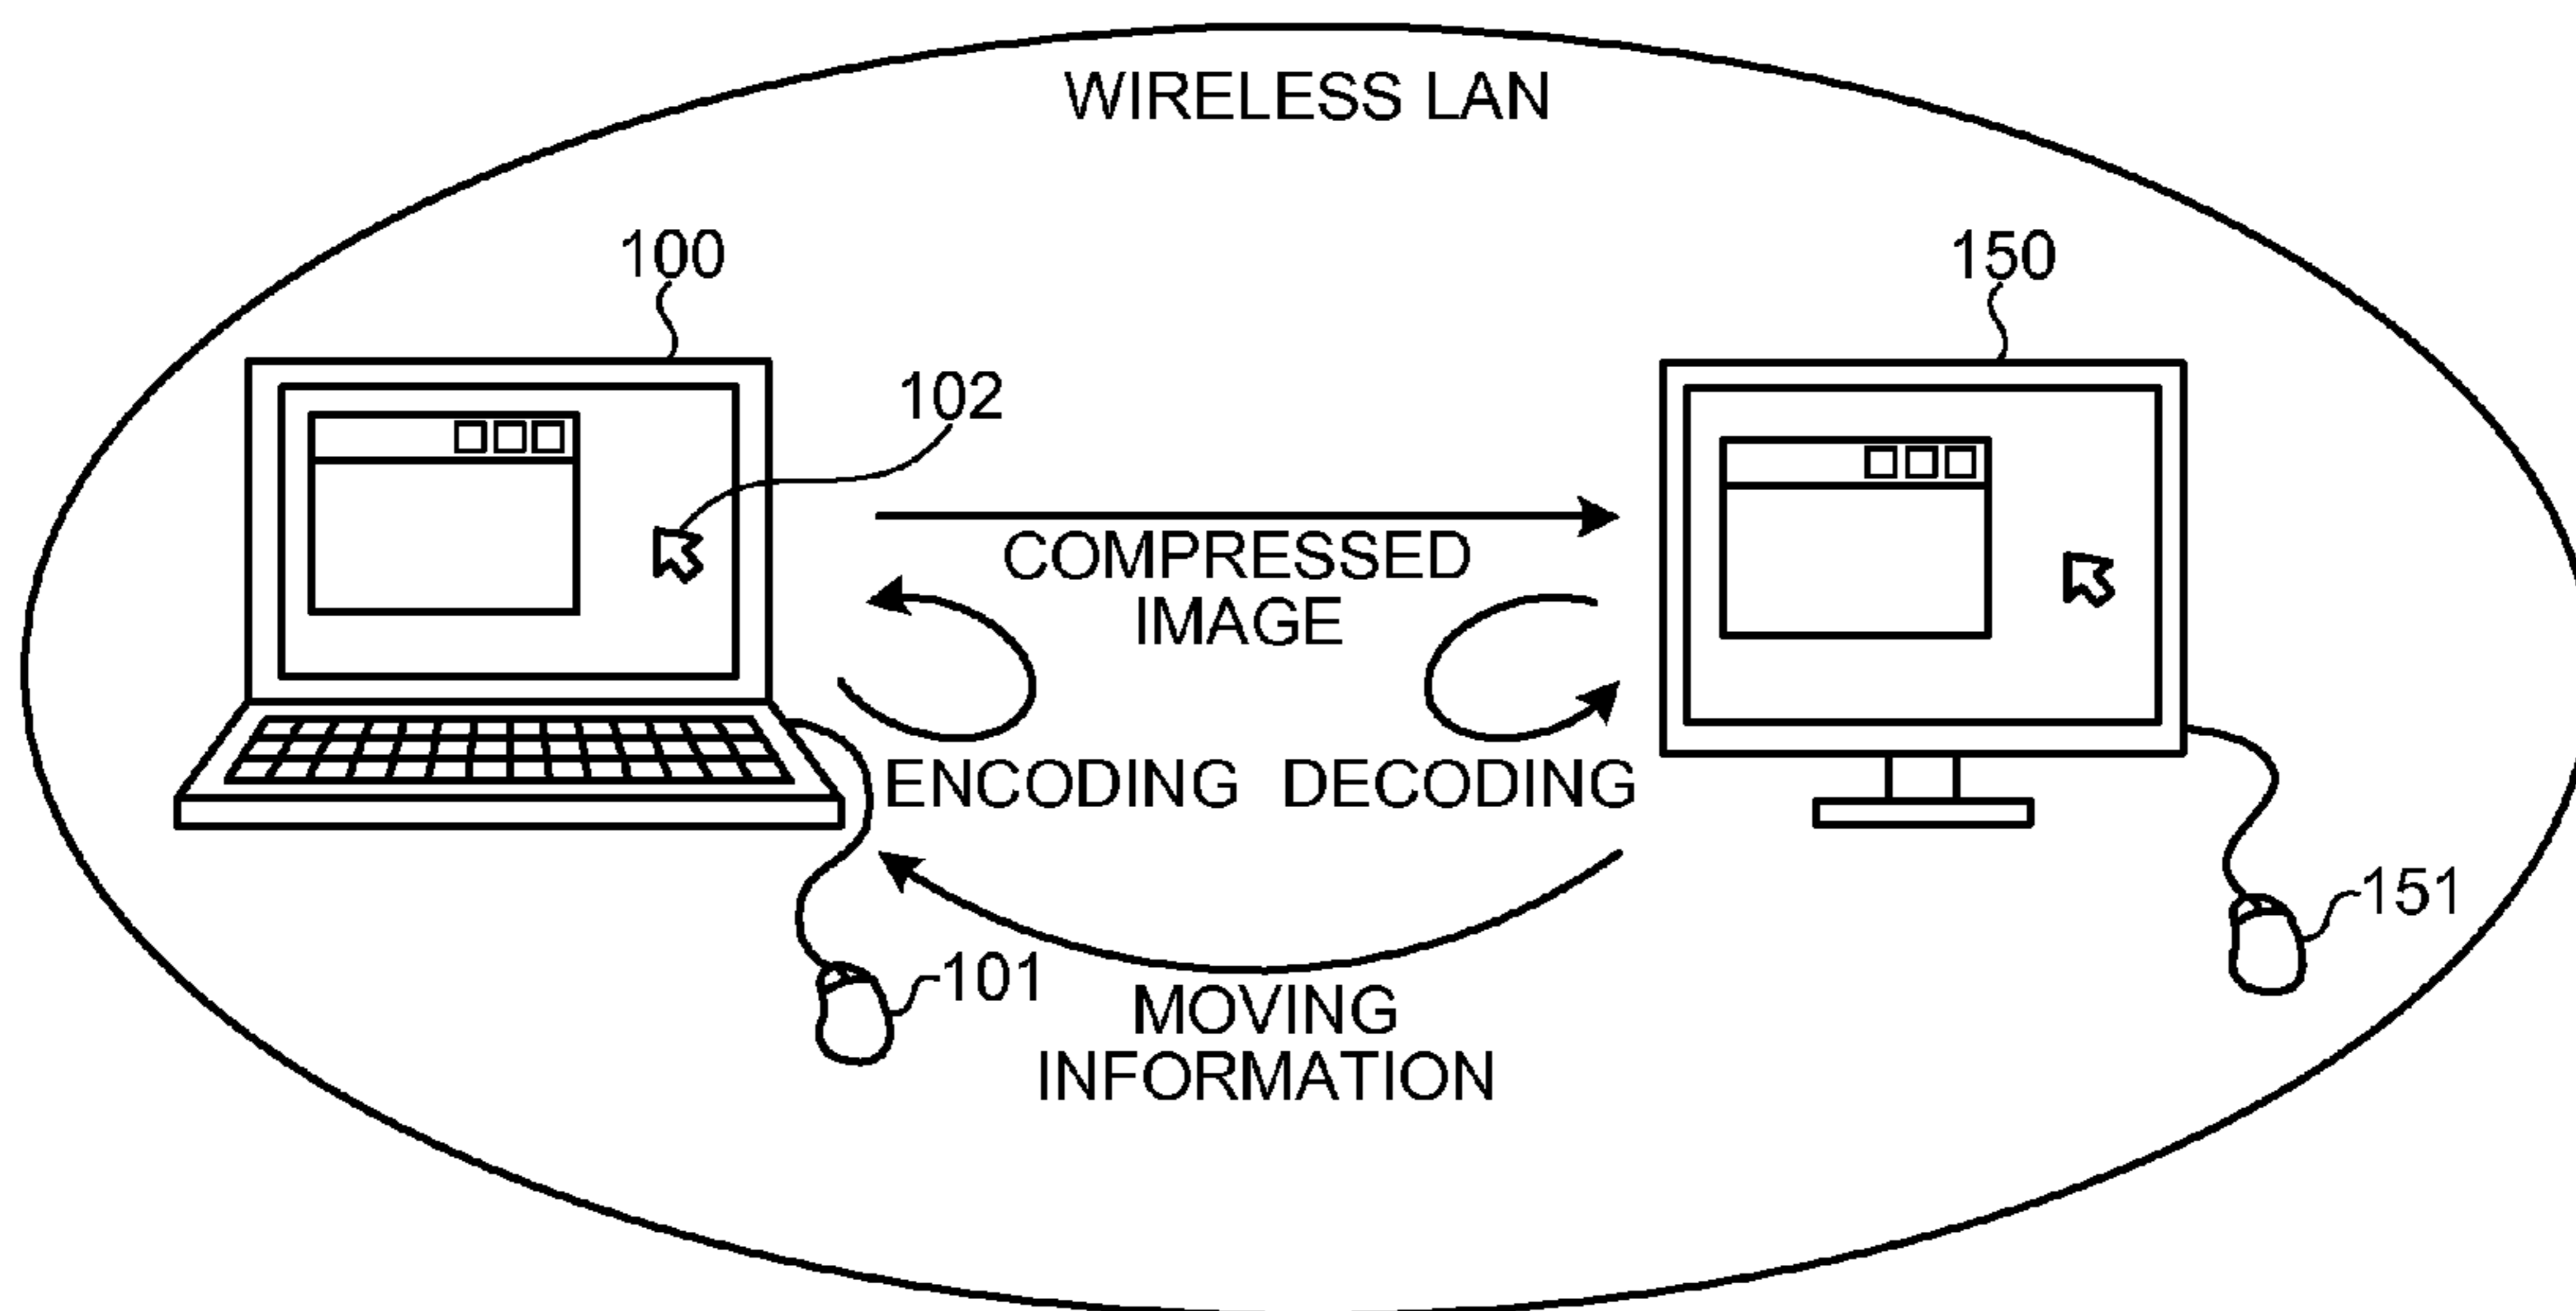 WIRELESS LAN
100
150
102
COMPRESSED
IMAGE
ENCODING
DECODING
151
101
MOVING
INFORMATION